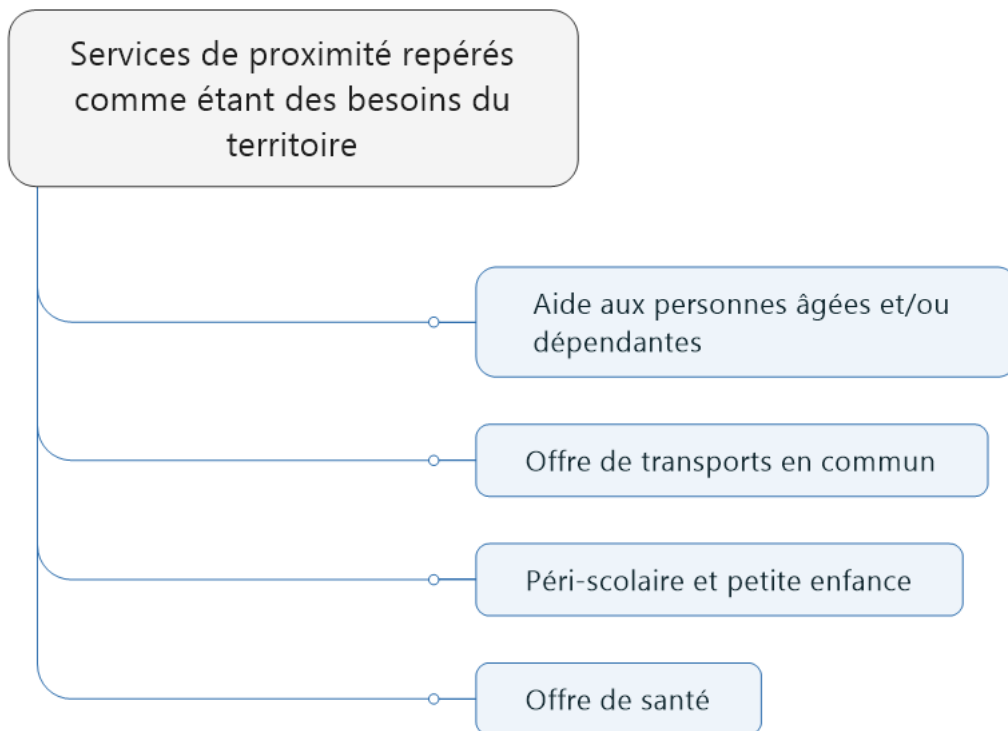 Services de proximité repérés
comme étant des besoins du
territoire
Aide aux personnes âgées et/ou
dépendantes
Offre de transports en commun
Péri-scolaire et petite enfance
Offre de santé